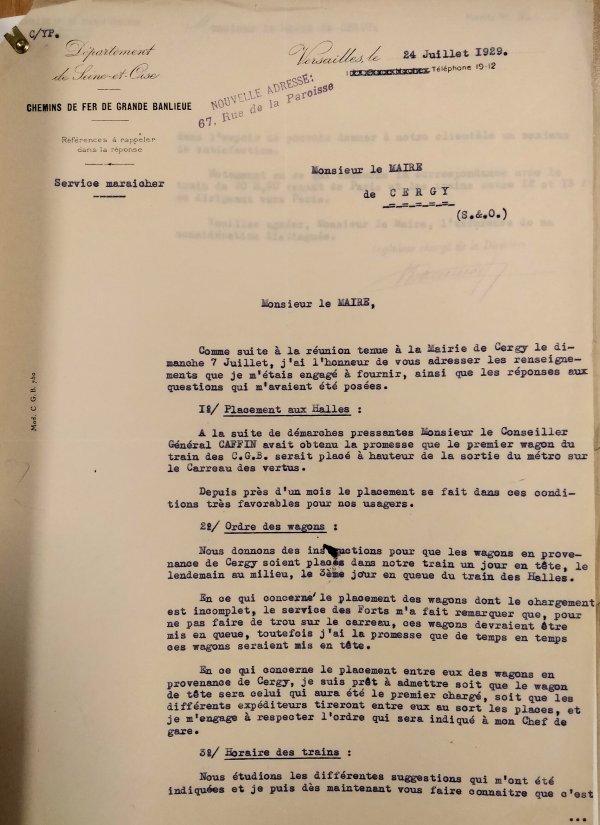 C/YP.
Département
de Seine-et-Oise
CHEMINS DE FER DE GRANDE BANLIEUE
Références à rappeler
dans la réponse
Service maraicher
Versailles, le 24 Juillet 1929.
Téléphone 19-12
NOUVELLE ADRESSE:
67, Rue de la Paroisse
Monsieur le MAIRE
de CERGY
(S.&O.)
Monsieur le MAIRE,
Comme suite à la réunion tenue à la Mairie de Cergy le di-
manche 7 Juillet, j'ai l'honneur de vous adresser les renseigne-
ments que je m'étais engagé à fournir, ainsi que les réponses aux
questions qui m'avaient été posées.
1º/ Placement aux Halles :
A la suite de démarches pressantes Monsieur le Conseiller
Général CAFFIN avait obtenu la promesse que le premier wagon du
train des C.G.B. serait placé à hauteur de la sortie du métro sur
le Carreau des vertus.
Depuis près d'un mois le placement se fait dans ces condi-
tions très favorables pour nos usagers.
2º/ Ordre des wagons :
Nous donnons des instructions pour que les wagons en prove-
nance de Cergy soient placés dans notre train un jour en tête, le
lendemain au milieu, le 3ème jour en queue du train des Halles.
En ce qui concerne le placement des wagons dont le chargement
est incomplet, le service des Forts m'a fait remarquer que, pour
ne pas faire de trou sur le carreau, ces wagons devraient être
mis en queue, toutefois j'ai la promesse que de temps en temps
ces wagons seraient mis en tête.
En ce qui concerne le placement entre eux des wagons en
provenance de Cergy, je suis prêt à admettre soit que le wagon
de tête sera celui qui aura été le premier chargé, soit que les
différents expéditeurs tireront entre eux au sort les places, et
je m'engage à respecter l'ordre qui sera indiqué à mon Chef de
gare.
3º/ Horaire des trains :
Nous étudions les différentes suggestions qui m'ont été
indiquées et je puis dès maintenant vous faire connaitre que c'est
...
Mod. C. G. B.